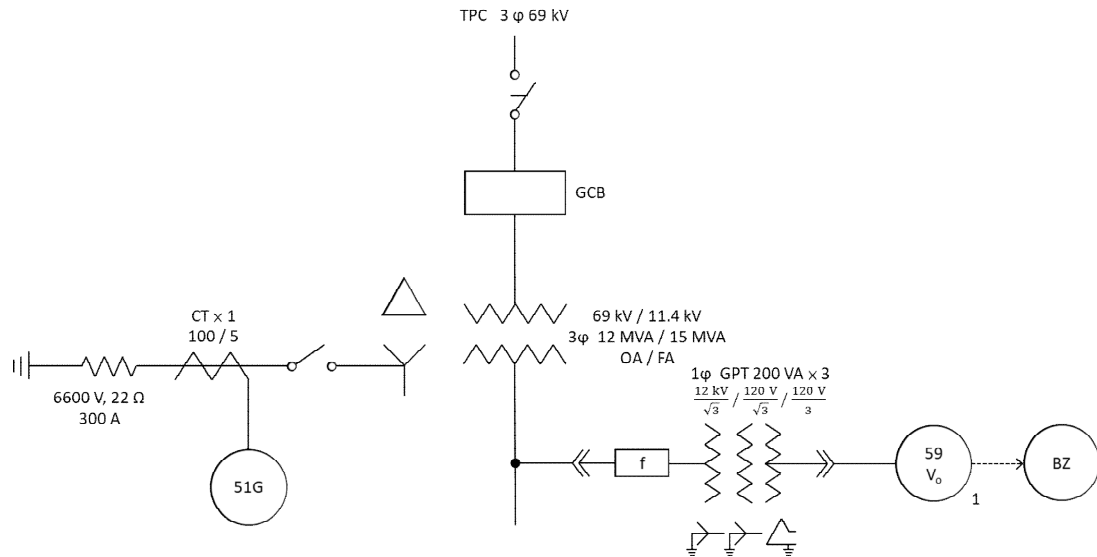 TPC 3 φ 69 kV
GCB
69 kV / 11.4 kV
3φ 12 MVA / 15 MVA
OA / FA
CT x 1
100 / 5
6600 V, 22 Ω
300 A
51G
1φ GPT 200 VA x 3
12 kV/√3 / 120 V/√3 / 120 V/3
f
59
Vo
1
BZ